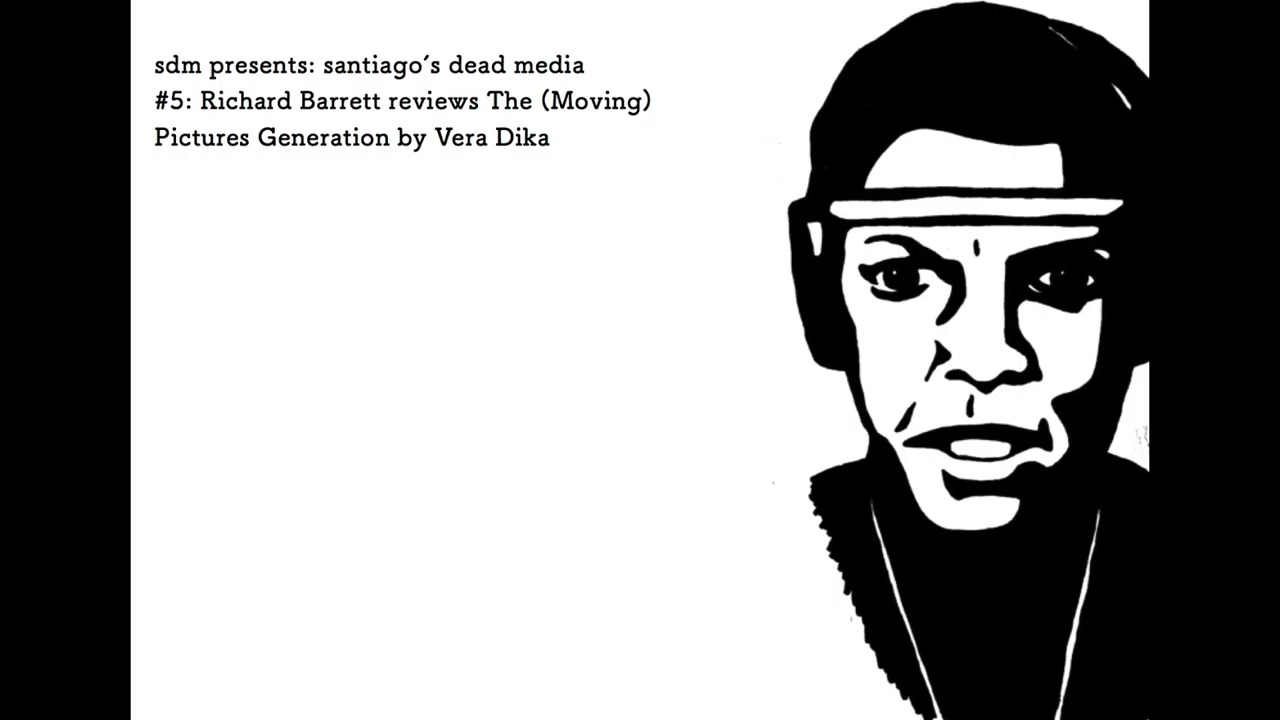 sdm presents: santiago´s dead media
#5: Richard Barrett reviews The (Moving)
Pictures Generation by Vera Dika